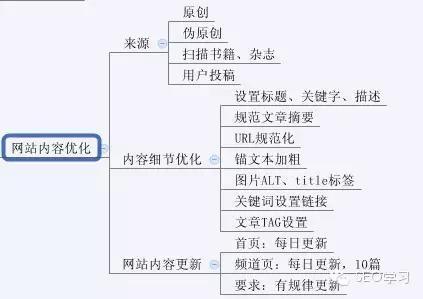 网站内容优化
来源
原创
伪原创
扫描书籍、杂志
用户投稿
内容细节优化
设置标题、关键字、描述
规范文章摘要
URL规范化
锚文本加粗
图片ALT、title标签
关键词设置链接
文章TAG设置
网站内容更新
首页：每日更新
频道页：每日更新，10篇
要求：有规律更新
SEO学习